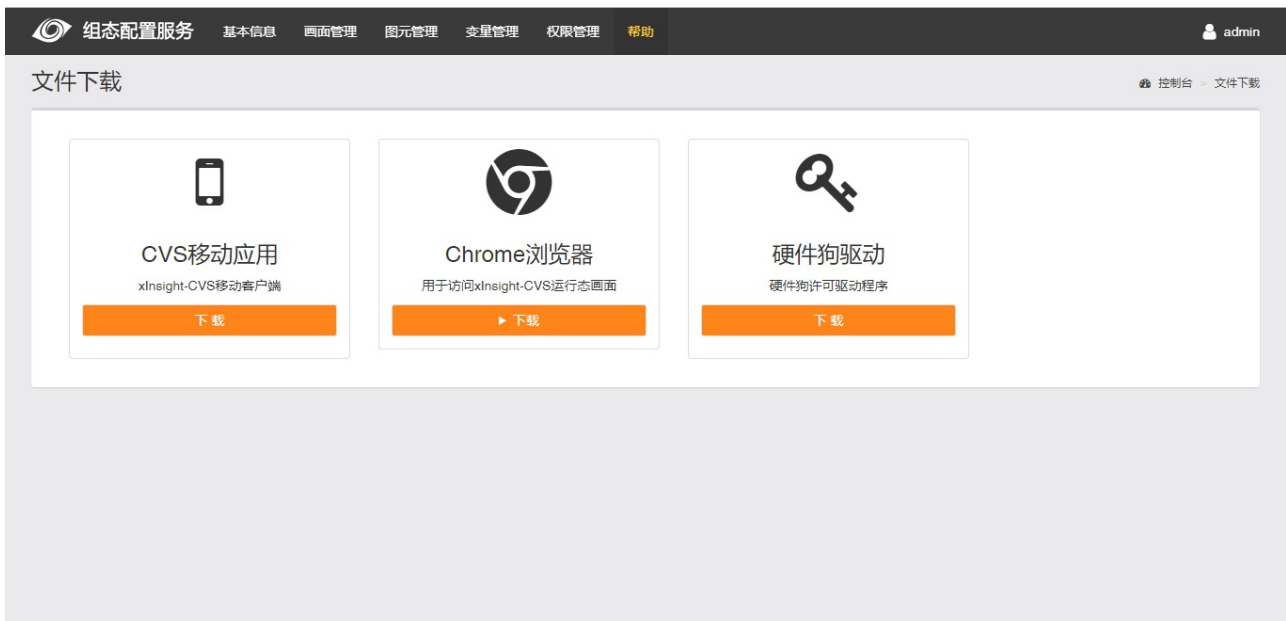 组态配置服务 基本信息 画面管理 图元管理 变量管理 权限管理 帮助 admin
文件下载 控制台 > 文件下载
CVS移动应用 Chrome浏览器 硬件狗驱动
xInsight-CVS移动客户端 用于访问xInsight-CVS运行态画面 硬件狗许可驱动程序
下载 下载 下载